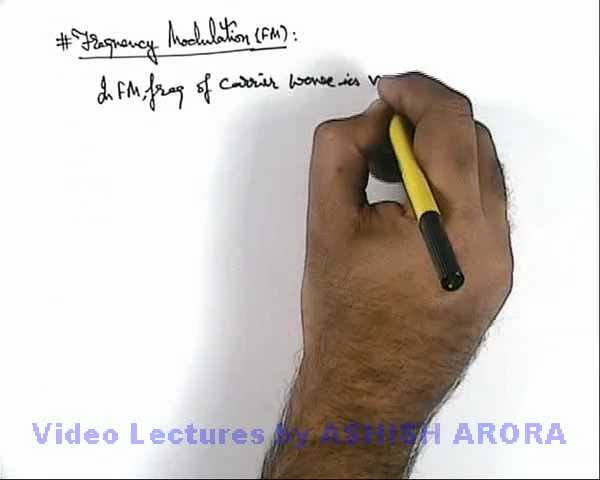 # Frequency Modulation (FM) :
In FM, freq of carrier wave is v
Video Lectures by ASHISH ARORA